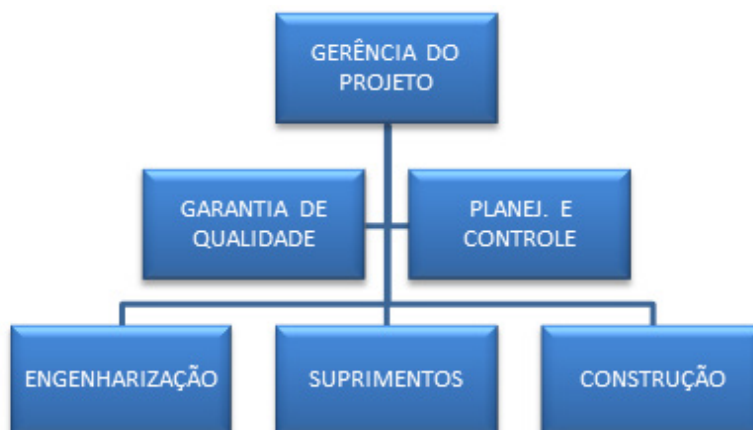 GERÊNCIA DO
PROJETO
GARANTIA DE
QUALIDADE
PLANEJ. E
CONTROLE
ENGENHARIZAÇÃO
SUPRIMENTOS
CONSTRUÇÃO